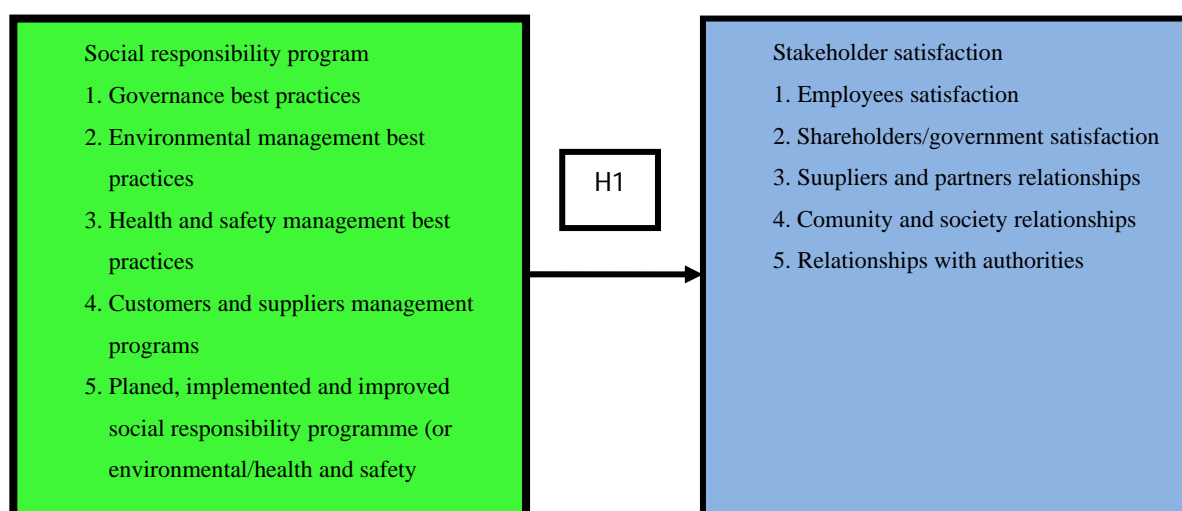 Social responsibility program
1. Governance best practices
2. Environmental management best
practices
3. Health and safety management best
practices
4. Customers and suppliers management
programs
5. Planed, implemented and improved
social responsibility programme (or
environmental/health and safety
H1
Stakeholder satisfaction
1. Employees satisfaction
2. Shareholders/government satisfaction
3. Suupliers and partners relationships
4. Comunity and society relationships
5. Relationships with authorities